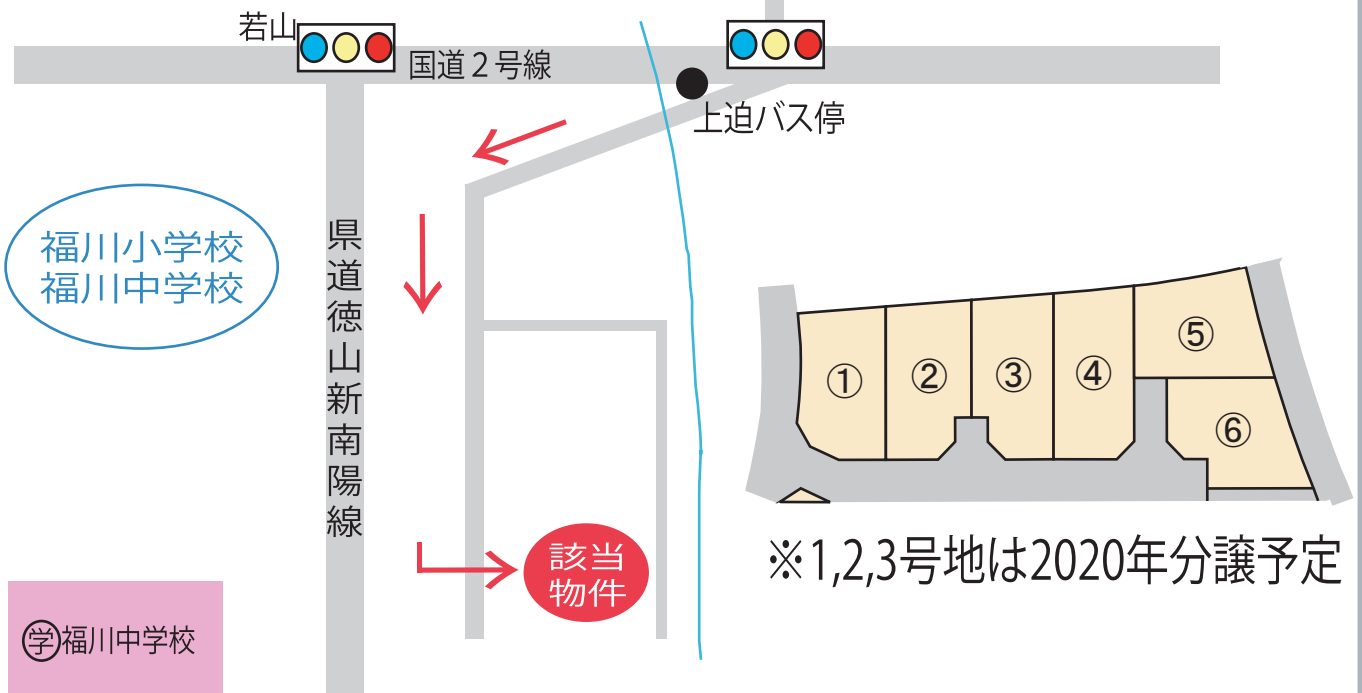 若山
国道2号線
上迫バス停
福川小学校
福川中学校
県道徳山新南陽線
①
②
③
④
⑤
⑥
※1,2,3号地は2020年分譲予定
該当
物件
学福川中学校